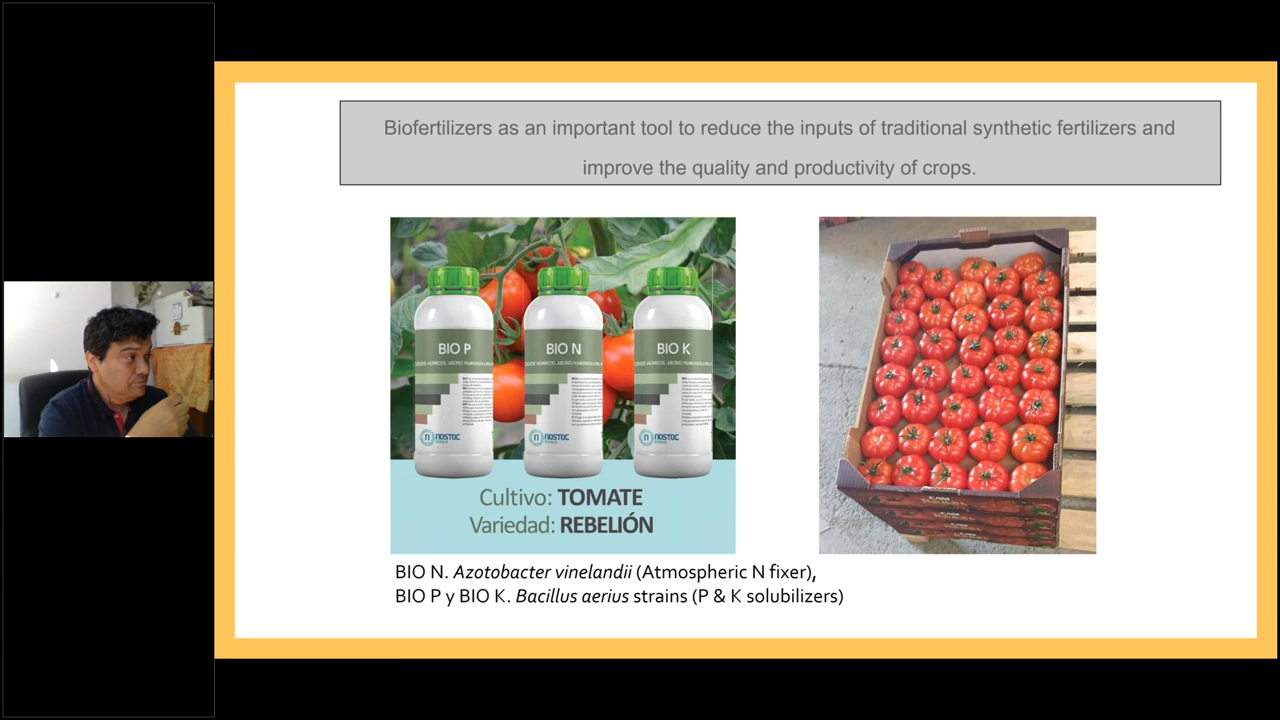 Biofertilizers as an important tool to reduce the inputs of traditional synthetic fertilizers and
improve the quality and productivity of crops.
BIO P
BIO N
BIO K
NOSTOC
NOSTOC
NOSTOC
Cultivo: TOMATE
Variedad: REBELIÓN
BIO N. Azotobacter vinelandii (Atmospheric N fixer),
BIO P y BIO K. Bacillus aerius strains (P & K solubilizers)